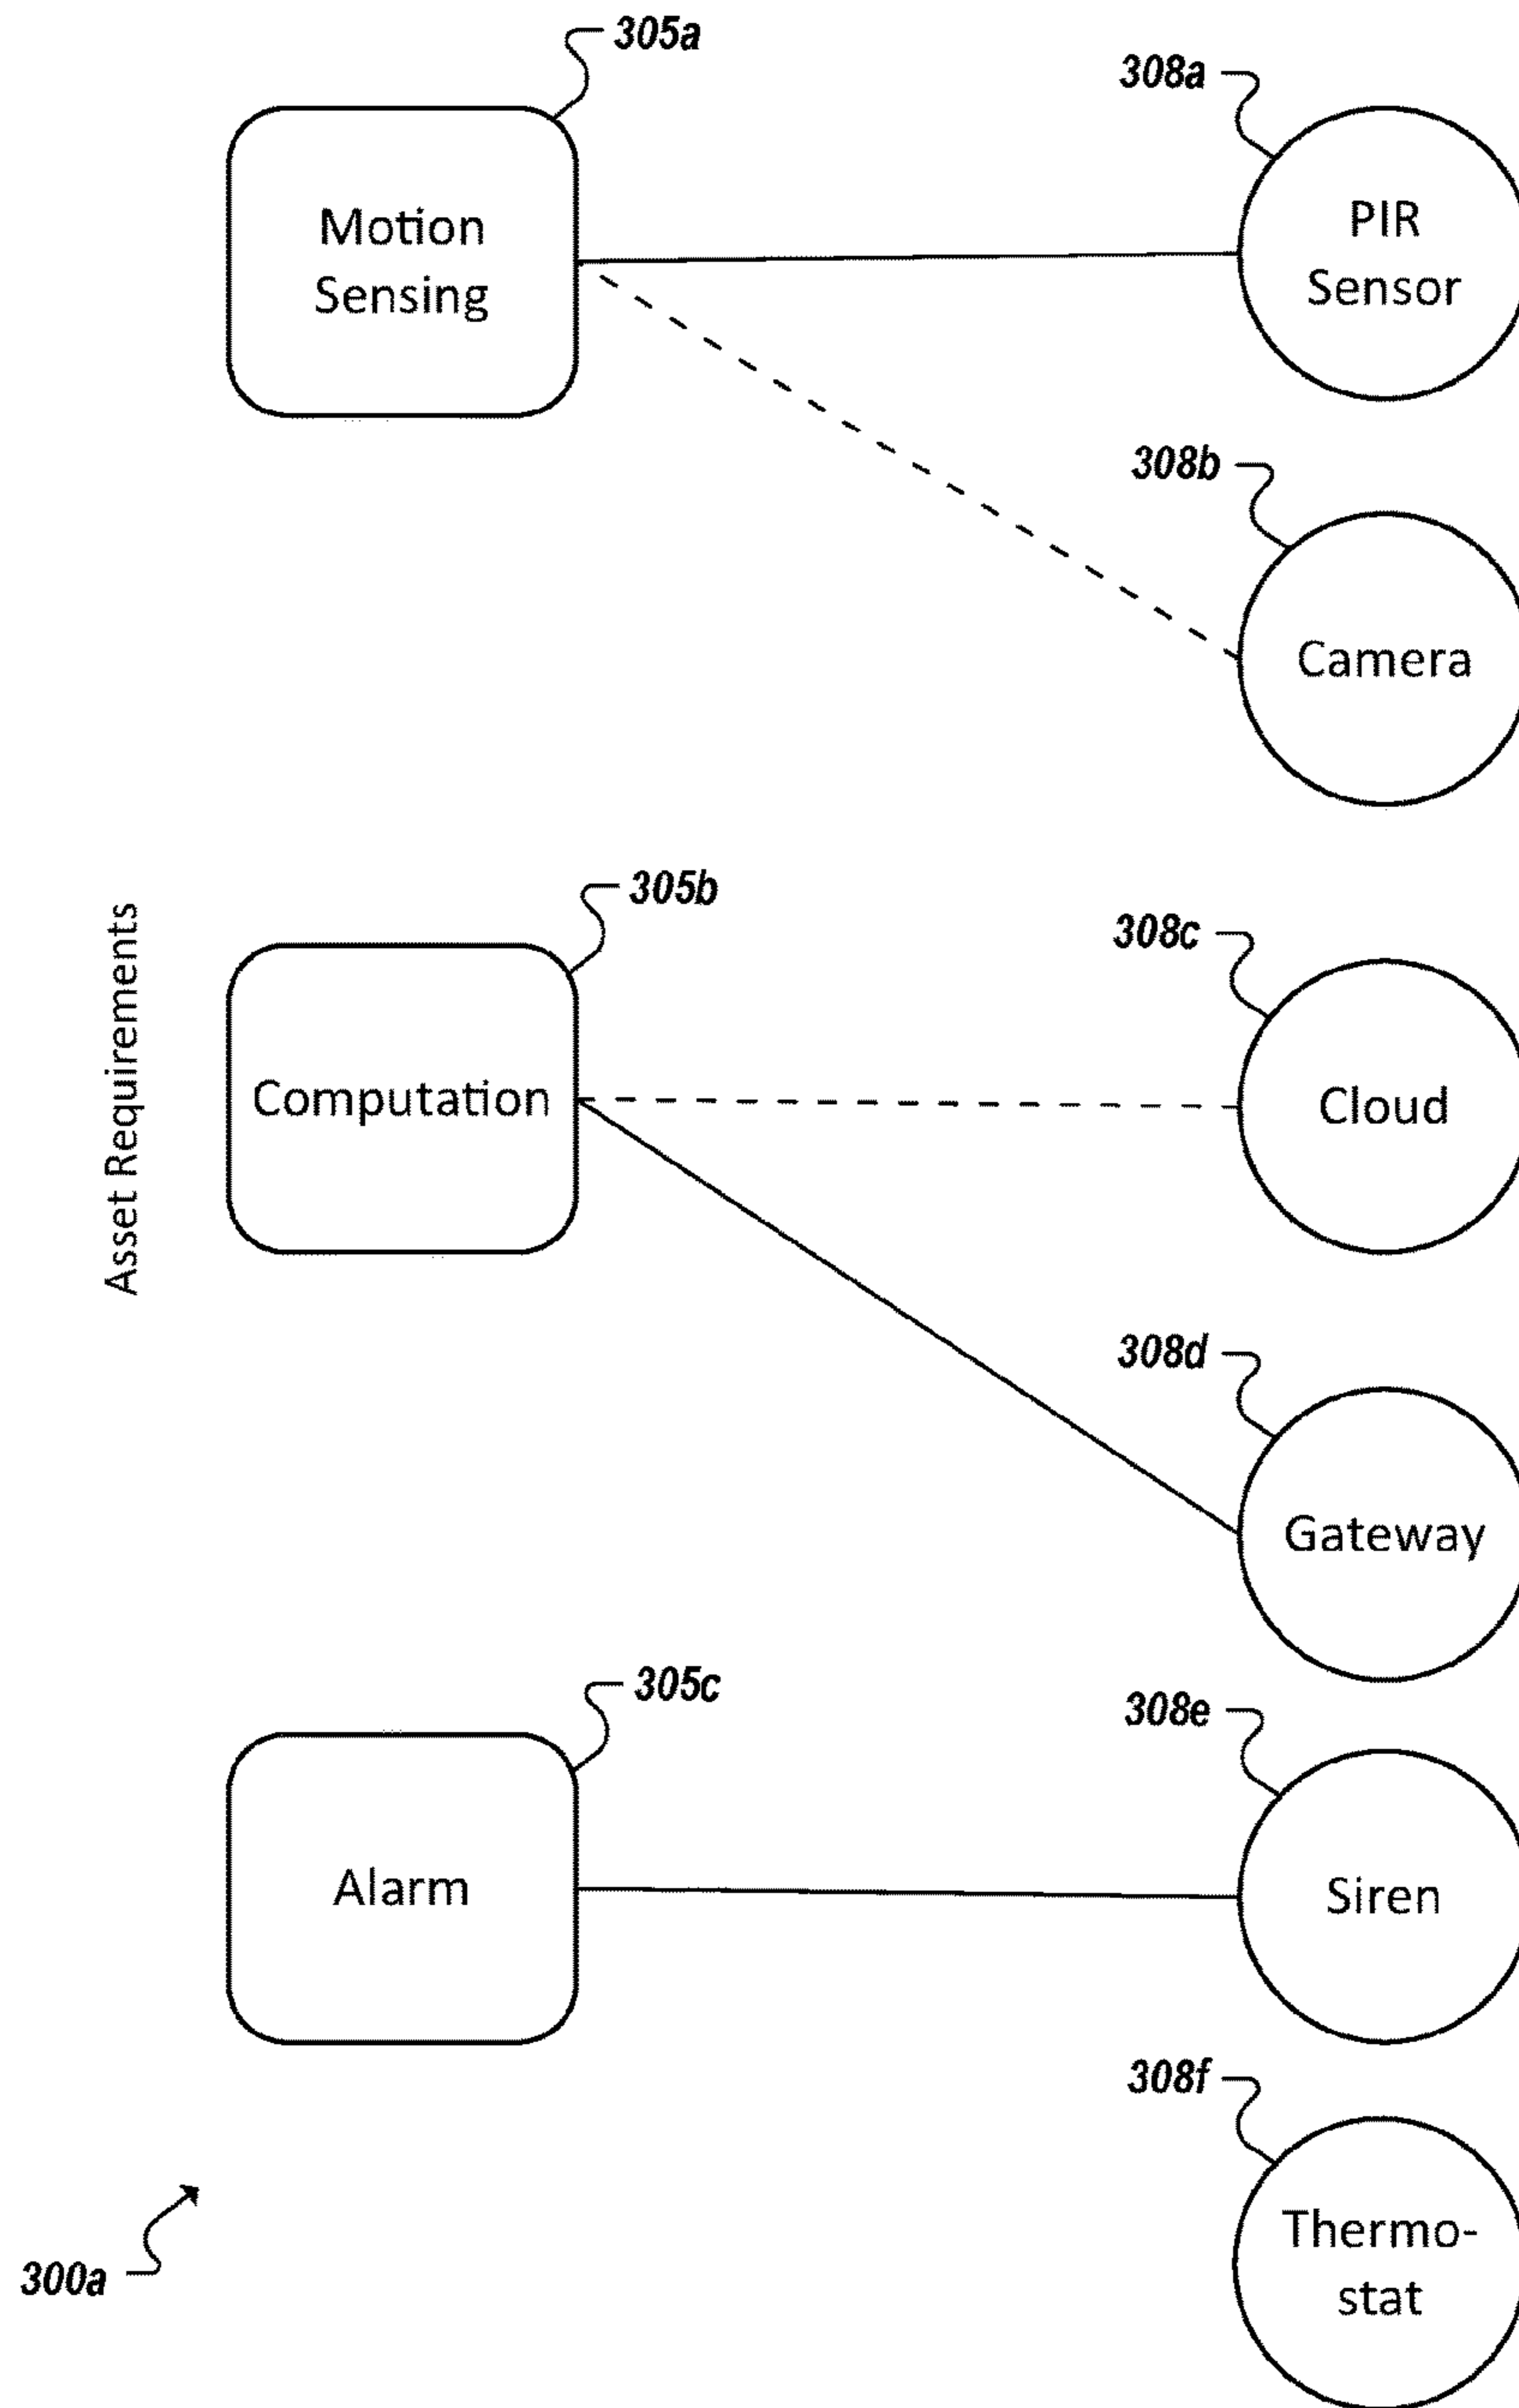 305a
308a
Motion
Sensing
PIR
Sensor
308b
Camera
Asset Requirements
305b
308c
Computation
Cloud
308d
Gateway
305c
308e
Alarm
Siren
308f
Thermo-
stat
300a